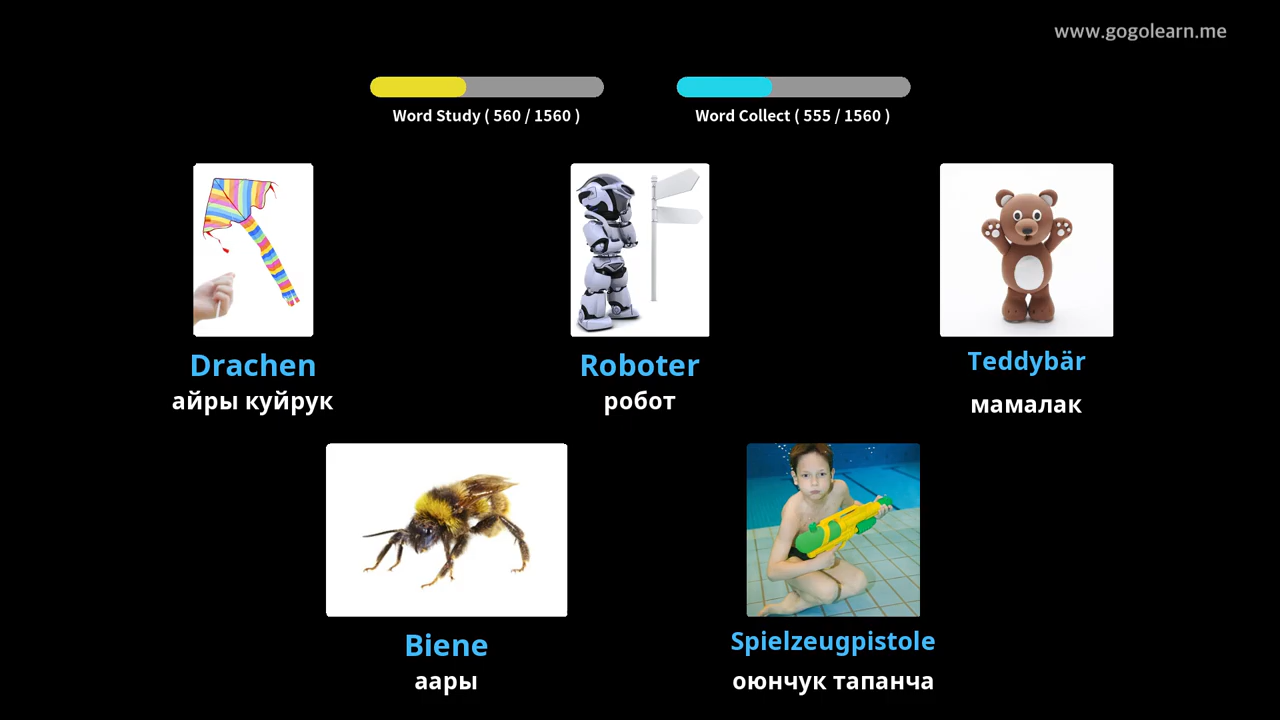 www.gogolearn.me
Word Study ( 560 / 1560 )
Word Collect ( 555 / 1560 )
Drachen
айры куйрук
Roboter
робот
Teddybär
мамалак
Biene
аары
Spielzeugpistole
оюнчук тапанча